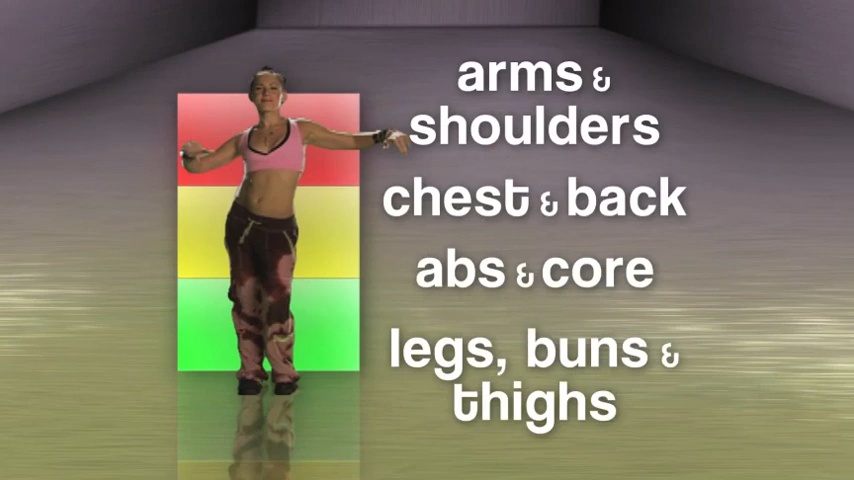 arms &
shoulders
chest & back
abs & core
legs, buns &
thighs